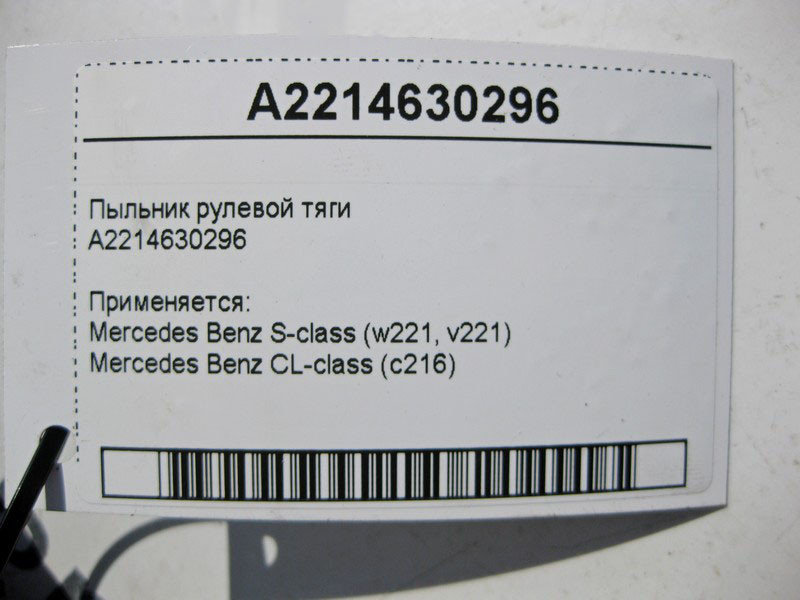 A2214630296
Пыльник рулевой тяги
A2214630296
Применяется:
Mercedes Benz S-class (w221, v221)
Mercedes Benz CL-class (c216)